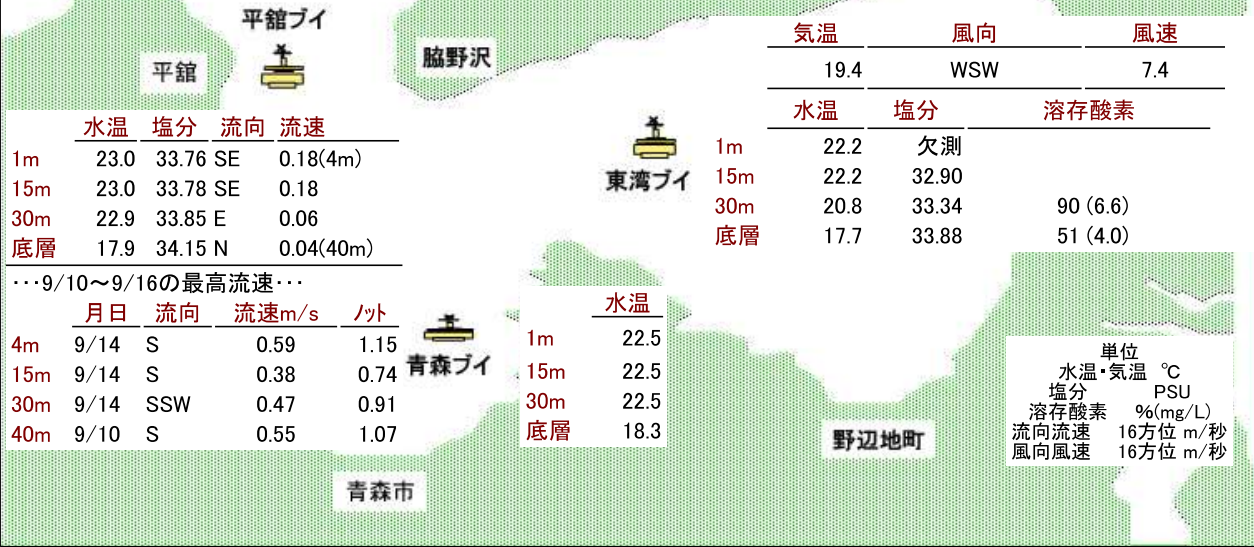 平舘ブイ
平舘
脇野沢
水温 塩分 流向 流速
1m 23.0 33.76 SE 0.18(4m)
15m 23.0 33.78 SE 0.18
30m 22.9 33.85 E 0.06
底層 17.9 34.15 N 0.04(40m)
…9/10～9/16の最高流速…
月日 流向 流速m/s ﾉｯﾄ
4m 9/14 S 0.59 1.15
15m 9/14 S 0.38 0.74
30m 9/14 SSW 0.47 0.91
40m 9/10 S 0.55 1.07
気温 風向 風速
19.4 WSW 7.4
水温 塩分 溶存酸素
1m 22.2 欠測
15m 22.2 32.90
30m 20.8 33.34 90 (6.6)
底層 17.7 33.88 51 (4.0)
東湾ブイ
青森ブイ
水温
1m 22.5
15m 22.5
30m 22.5
底層 18.3
単位
水温・気温 ℃
塩分 PSU
溶存酸素 %(mg/L)
流向流速 16方位 m/秒
風向風速 16方位 m/秒
野辺地町
青森市